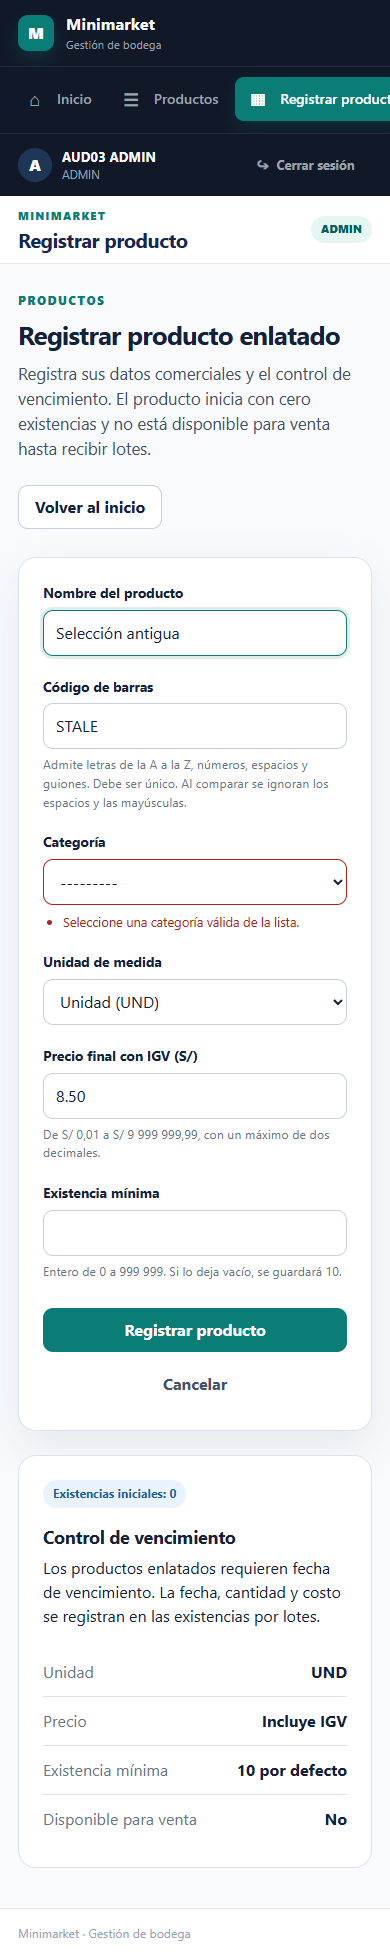 M
Minimarket
Gestión de bodega
Inicio
Productos
Registrar product
A
AUD03 ADMIN
ADMIN
Cerrar sesión
MINIMARKET
Registrar producto
ADMIN
PRODUCTOS
Registrar producto enlatado
Registra sus datos comerciales y el control de
vencimiento. El producto inicia con cero
existencias y no está disponible para venta
hasta recibir lotes.
Volver al inicio
Nombre del producto
Selección antigua
Código de barras
STALE
Admite letras de la A a la Z, números, espacios y
guiones. Debe ser único. Al comparar se ignoran los
espacios y las mayúsculas.
Categoría
---------
Seleccione una categoría válida de la lista.
Unidad de medida
Unidad (UND)
Precio final con IGV (S/)
8.50
De S/ 0,01 a S/ 9 999 999,99, con un máximo de dos
decimales.
Existencia mínima
Entero de 0 a 999 999. Si lo deja vacío, se guardará 10.
Registrar producto
Cancelar
Existencias iniciales: 0
Control de vencimiento
Los productos enlatados requieren fecha
de vencimiento. La fecha, cantidad y costo
se registran en las existencias por lotes.
Unidad UND
Precio Incluye IGV
Existencia mínima 10 por defecto
Disponible para venta No
Minimarket · Gestión de bodega